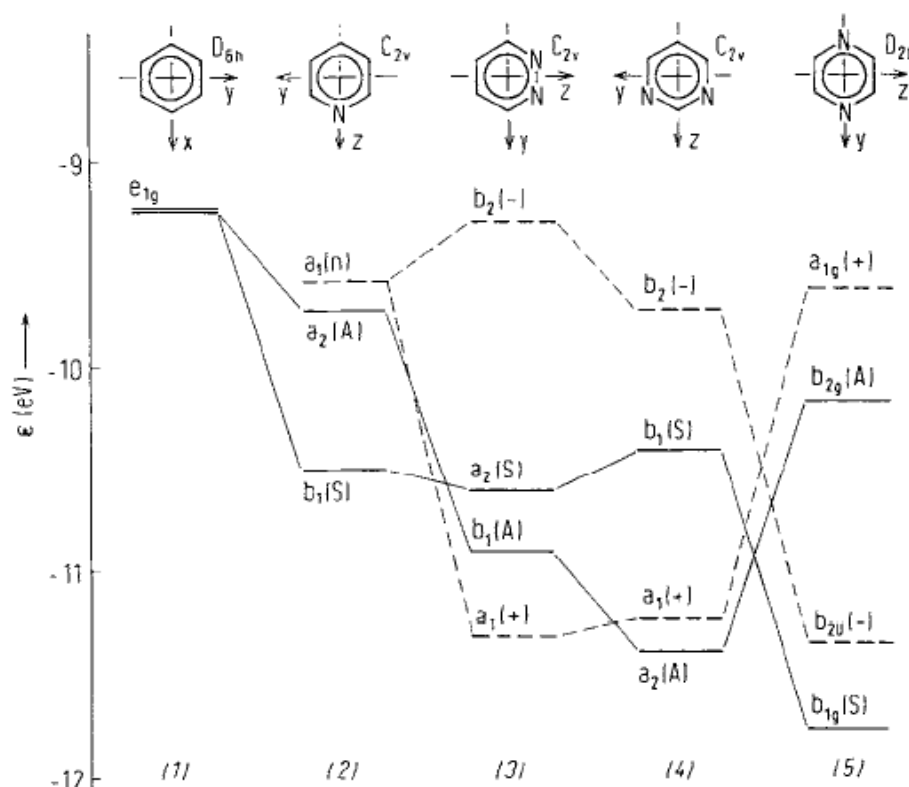 D6h C2v C2v C2v D2
y y N z N N z y N N z N N z
x z y z y
-9
e1g
b2(-)
a1(n)
a1g(+)
a2(A)
b2(-)
-10
b2g(A)
b1(S)
b1(S)
a2(S)
ε (eV)
b1(A)
-11
a1(+)
a1(+)
b2u(-)
a2(A)
b1g(S)
-12
(1) (2) (3) (4) (5)